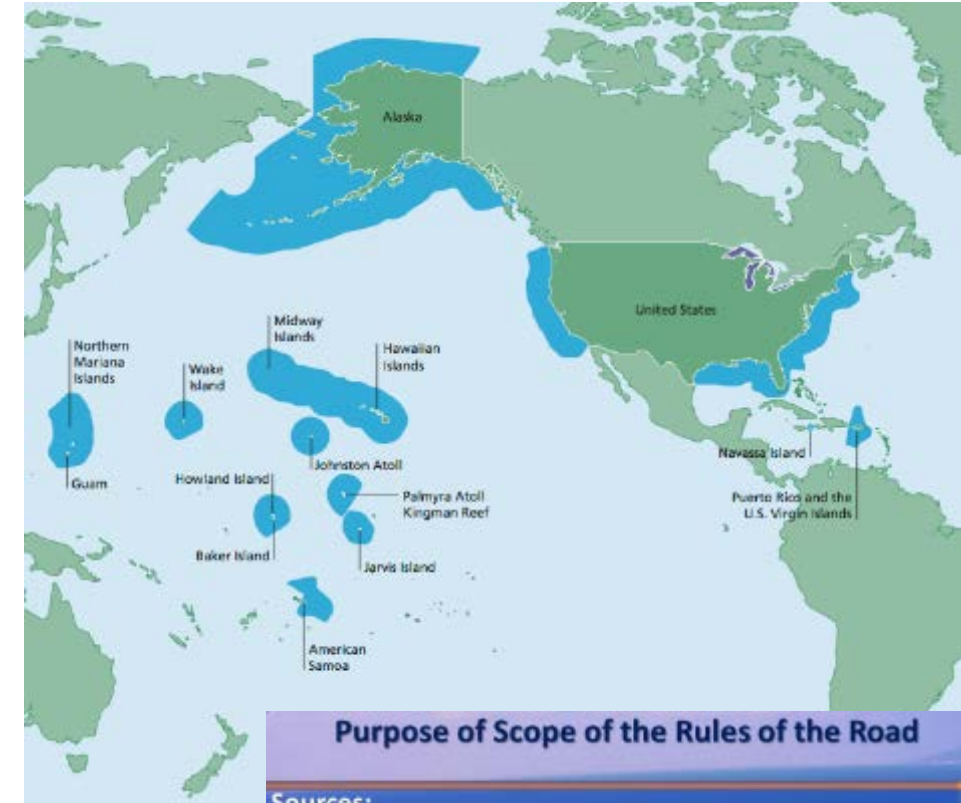 Alaska
United States
Midway
Islands
Hawaiian
Islands
Northern
Mariana
Islands
Wake
Island
Guam
Johnston Atoll
Howland Island
Palmyra Atoll
Kingman Reef
Baker Island
Jarvis Island
American
Samoa
Navassa Island
Puerto Rico and the
U.S. Virgin Islands
Purpose of Scope of the Rules of the Road
Sources: